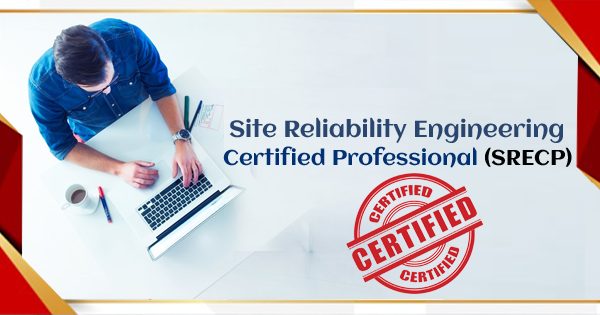 Site Reliability Engineering
Certified Professional (SRECP)
CERTIFIED
CERTIFIED
CERTIFIED